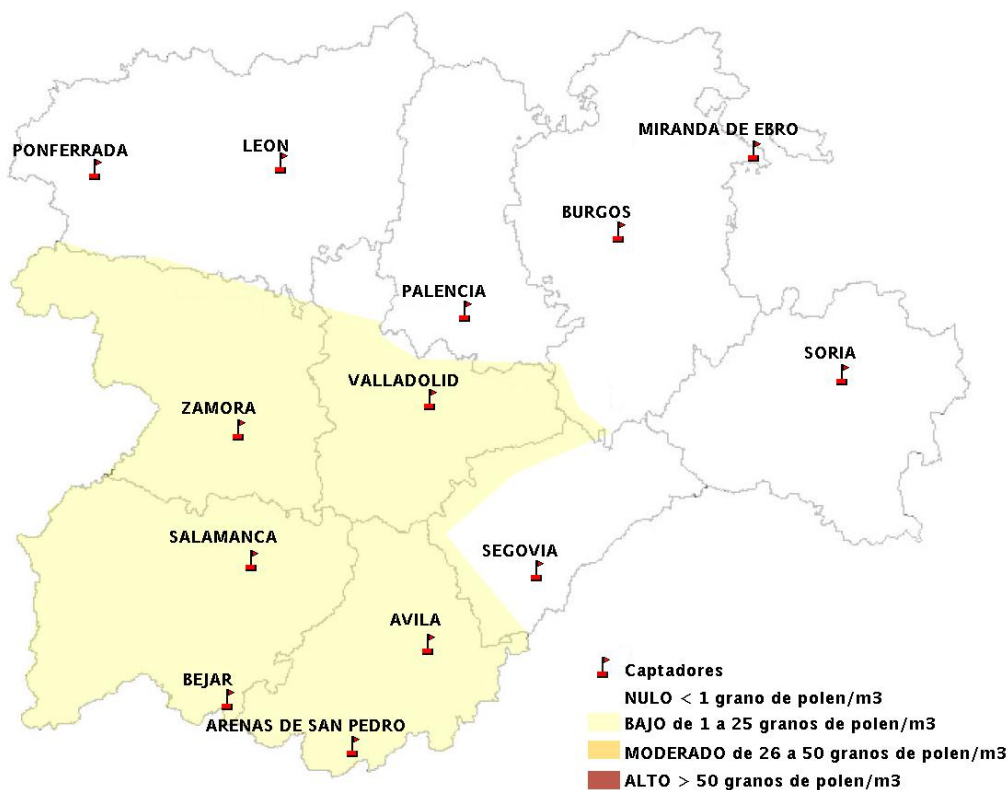 MIRANDA DE EBRO
PONFERRADA
LEON
BURGOS
PALENCIA
SORIA
VALLADOLID
ZAMORA
SALAMANCA
SEGOVIA
AVILA
BEJAR
ARENAS DE SAN PEDRO
Captadores
NULO < 1 grano de polen/m3
BAJO de 1 a 25 granos de polen/m3
MODERADO de 26 a 50 granos de polen/m3
ALTO > 50 granos de polen/m3